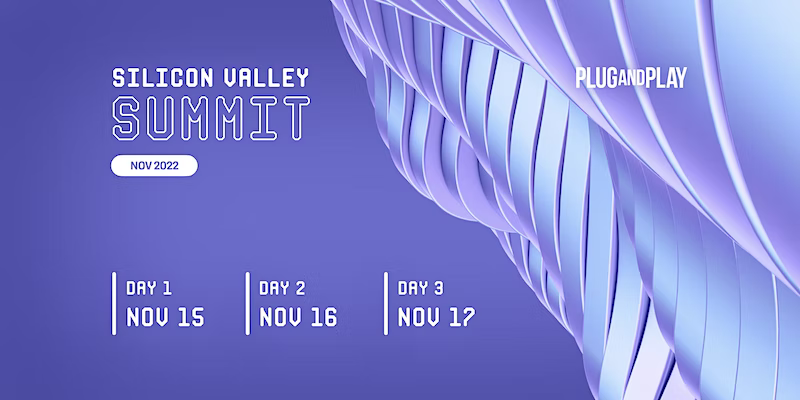 SILICON VALLEY
SUMMIT
NOV 2022
PLUGANDPLAY
DAY 1
NOV 15
DAY 2
NOV 16
DAY 3
NOV 17